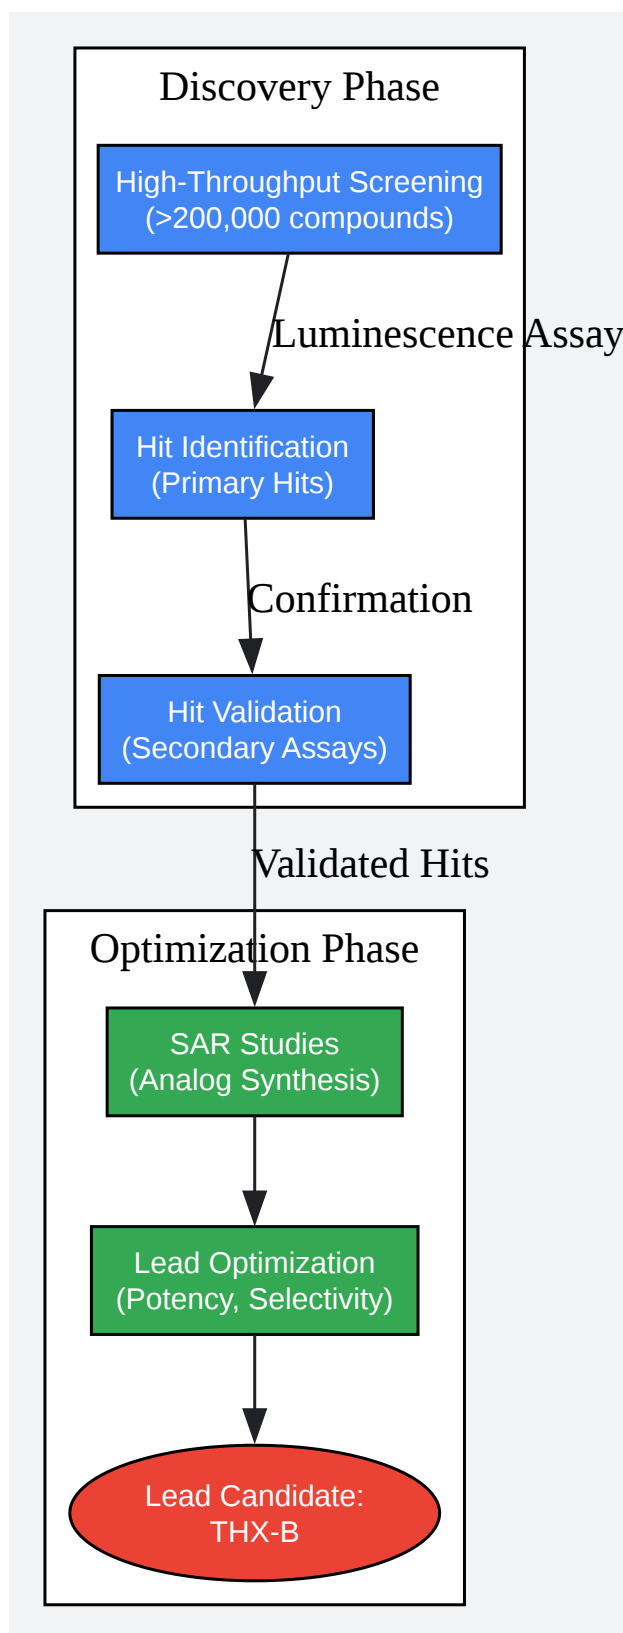 Discovery Phase
High-Throughput Screening
(>200,000 compounds)
Luminescence Assay
Hit Identification
(Primary Hits)
Confirmation
Hit Validation
(Secondary Assays)
Validated Hits
Optimization Phase
SAR Studies
(Analog Synthesis)
Lead Optimization
(Potency, Selectivity)
Lead Candidate:
THX-B